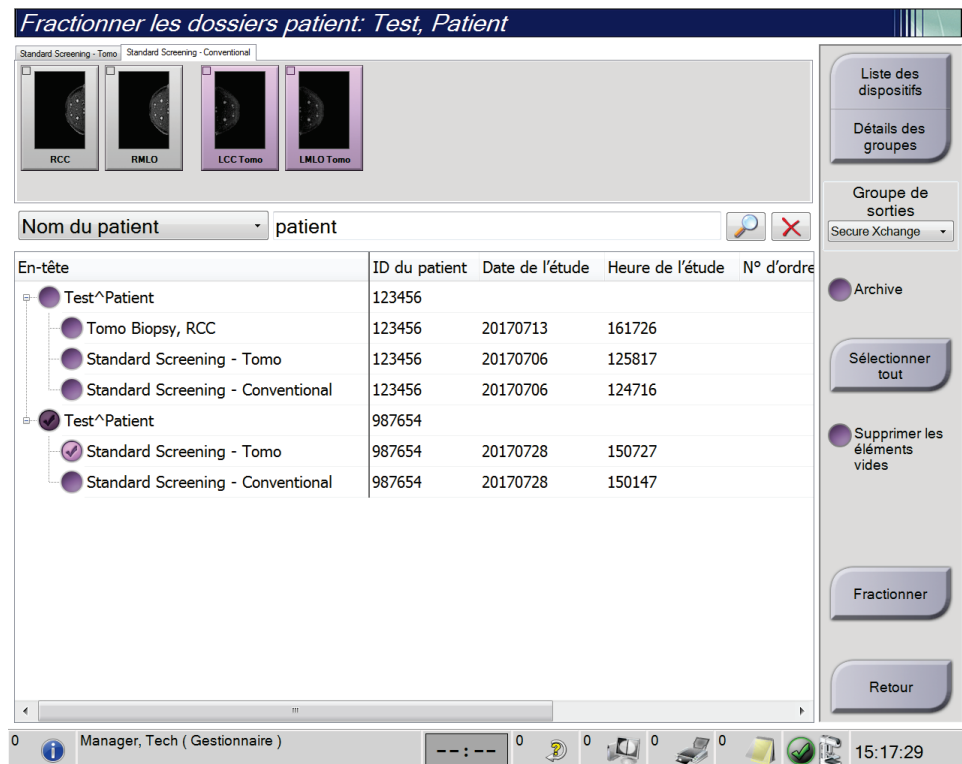 Fractionner les dossiers patient: Test, Patient
Standard Screening - Tomo Standard Screening - Conventional
RCC RMLO LCC Tomo LMLO Tomo
Nom du patient patient
En-tête ID du patient Date de l'étude Heure de l'étude N° d'ordre
Test^Patient 123456
Tomo Biopsy, RCC 123456 20170713 161726
Standard Screening - Tomo 123456 20170706 125817
Standard Screening - Conventional 123456 20170706 124716
Test^Patient 987654
Standard Screening - Tomo 987654 20170728 150727
Standard Screening - Conventional 987654 20170728 150147
Liste des
dispositifs
Détails des
groupes
Groupe de
sorties
Secure Xchange
Archive
Sélectionner
tout
Supprimer les
éléments
vides
Fractionner
Retour
0 Manager, Tech ( Gestionnaire ) --:-- 0 0 0 0 15:17:29